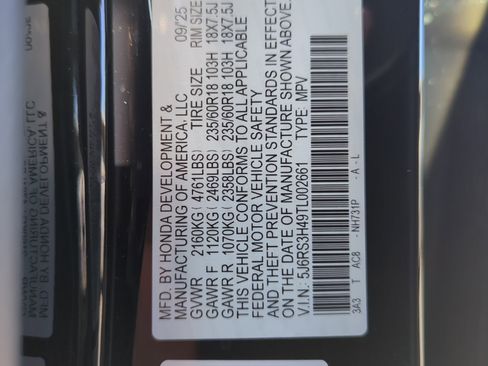 09/25
MFD. BY HONDA DEVELOPMENT &
MANUFACTURING OF AMERICA, LLC
GVWR 2160KG( 4761LBS) TIRE SIZE RIM SIZE
GAWR F 1120KG( 2469LBS) 235/60R18 103H 18X7.5J
GAWR R 1070KG( 2358LBS) 235/60R18 103H 18X7.5J
THIS VEHICLE CONFORMS TO ALL APPLICABLE
FEDERAL MOTOR VEHICLE SAFETY
AND THEFT PREVENTION STANDARDS IN EFFECT
ON THE DATE OF MANUFACTURE SHOWN ABOVE.
V.I.N.: 5J6RS3H49TL002661 TYPE: MPV
3A3 T AC8 - NH731P - A - L